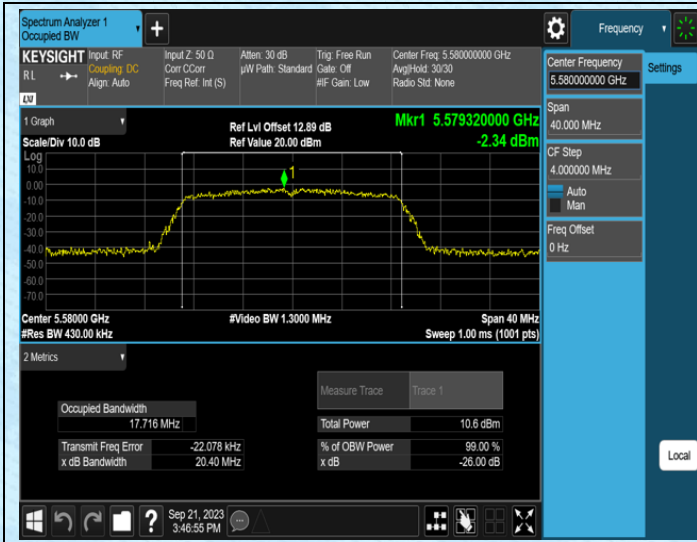 Spectrum Analyzer 1
Occupied BW
Frequency
KEYSIGHT
RL
LXI
Input: RF
Coupling: DC
Align: Auto
Input Z: 50 Ω
Corr CCorr
Freq Ref: Int (S)
Atten: 30 dB
µW Path: Standard
Trig: Free Run
Gate: Off
#IF Gain: Low
Center Freq: 5.580000000 GHz
Avg|Hold: 30/30
Radio Std: None
Center Frequency
5.580000000 GHz
Settings
Span
40.000 MHz
CF Step
4.000000 MHz
Auto
Man
Freq Offset
0 Hz
1 Graph
Scale/Div 10.0 dB
Ref Lvl Offset 12.89 dB
Ref Value 20.00 dBm
Mkr1 5.579320000 GHz
-2.34 dBm
Log
10.0
0.00
-10.0
-20.0
-30.0
-40.0
-50.0
-60.0
-70.0
1
Center 5.58000 GHz
#Video BW 1.3000 MHz
Span 40 MHz
#Res BW 430.00 kHz
Sweep 1.00 ms (1001 pts)
2 Metrics
Measure Trace
Trace 1
Occupied Bandwidth
17.716 MHz
Total Power
10.6 dBm
Transmit Freq Error
-22.078 kHz
% of OBW Power
99.00 %
x dB Bandwidth
20.40 MHz
x dB
-26.00 dB
Local
?
Sep 21, 2023
3:46:55 PM